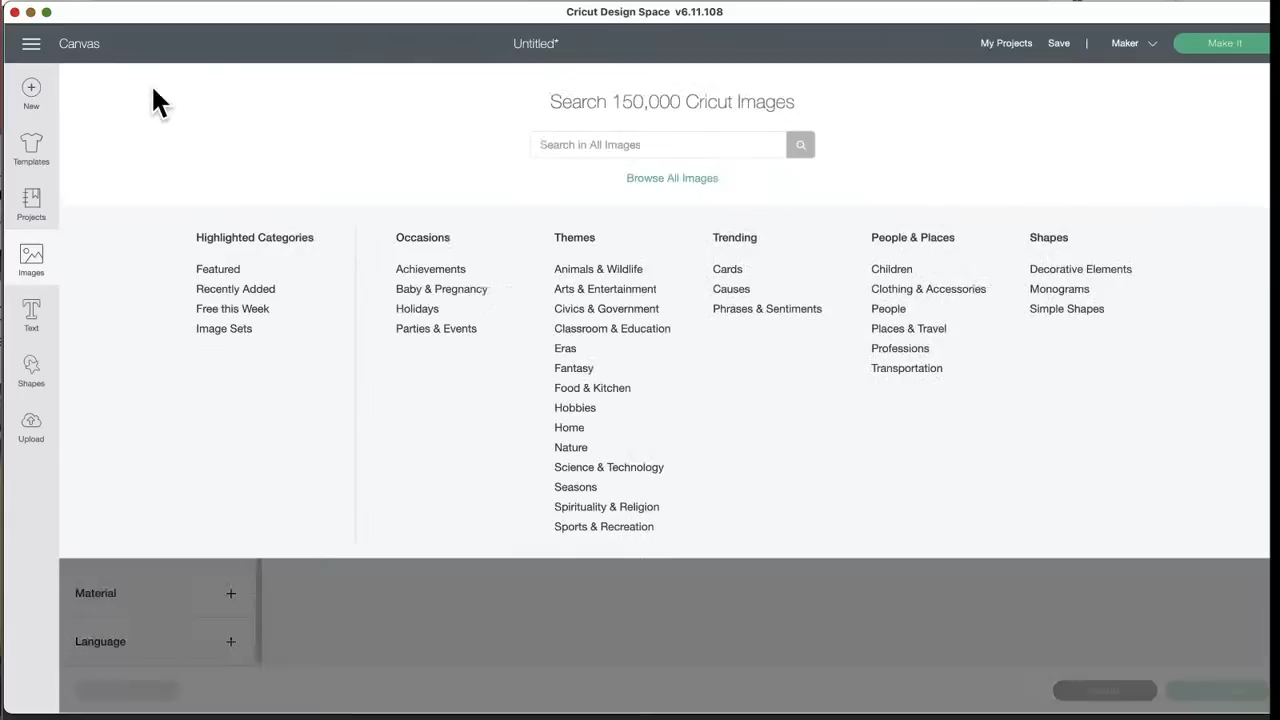 Cricut Design Space v6.11.108
Canvas
Untitled*
My Projects Save | Maker Make It
New
Templates
Projects
Images
Text
Shapes
Upload
Search 150,000 Cricut Images
Search in All Images
Browse All Images
Highlighted Categories
Featured
Recently Added
Free this Week
Image Sets
Occasions
Achievements
Baby & Pregnancy
Holidays
Parties & Events
Themes
Animals & Wildlife
Arts & Entertainment
Civics & Government
Classroom & Education
Eras
Fantasy
Food & Kitchen
Hobbies
Home
Nature
Science & Technology
Seasons
Spirituality & Religion
Sports & Recreation
Trending
Cards
Causes
Phrases & Sentiments
People & Places
Children
Clothing & Accessories
People
Places & Travel
Professions
Transportation
Shapes
Decorative Elements
Monograms
Simple Shapes
Material +
Language +